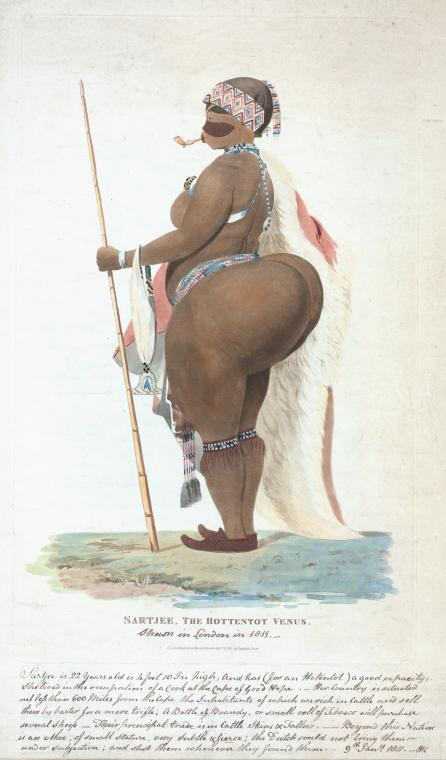 SARTJEE, THE HOTTENTOT VENUS.
Shewn in London in 1811. —
Sartjee is 22 Years old is 4 feet 10 In: high, and has (for an Hotentot) a good capacity;
She lived in the occupation of a Cook at the Cape of Good Hope. — Her Country is situated
not less than 600 Miles from the Cape the Inhabitants of which are rich in Cattle and sell
them by barter for a mere trifle; A Bottle of Brandy, or small roll of Tobacco will purchase
several Sheep — Their principal trade is in Cattle Skins or Tallow. — Beyond this Nation
is an other, of small stature, very subtle & fierce; the Dutch could not bring them
under subjection; and shot them whenever they found them. 9th Jany 1811.